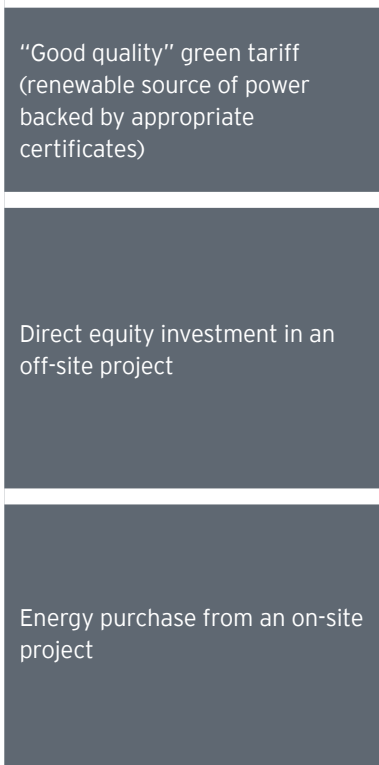 “Good quality” green tariff
(renewable source of power
backed by appropriate
certificates)
Direct equity investment in an
off-site project
Energy purchase from an on-site
project